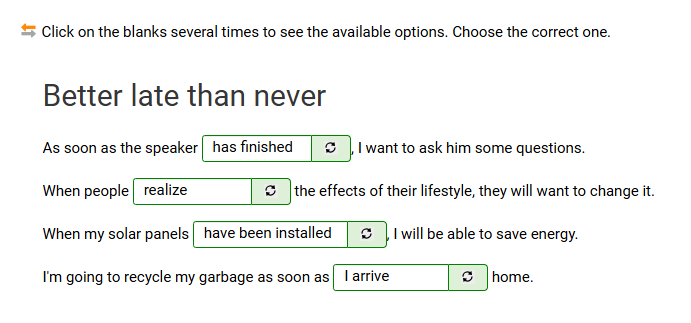 Click on the blanks several times to see the available options. Choose the correct one.
Better late than never
As soon as the speaker has finished , I want to ask him some questions.
When people realize the effects of their lifestyle, they will want to change it.
When my solar panels have been installed , I will be able to save energy.
I'm going to recycle my garbage as soon as I arrive home.